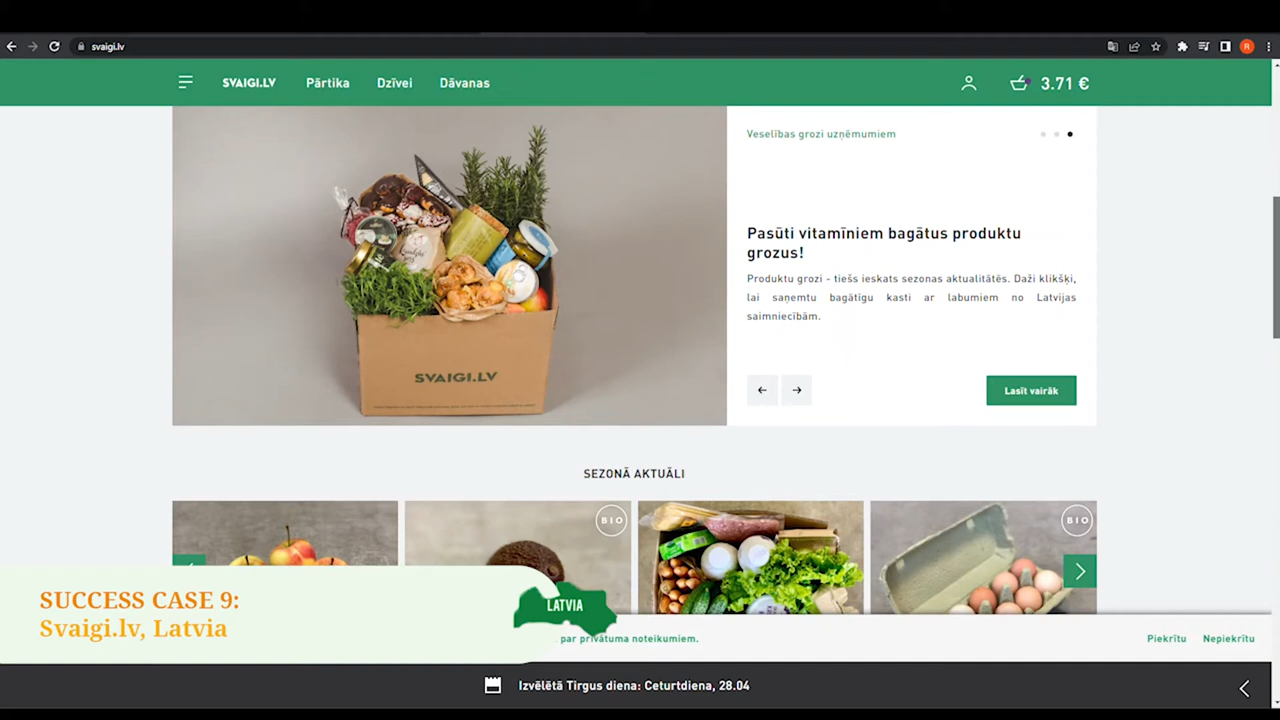 svaigi.lv
SVAIGI.LV Pārtika Dzīvei Dāvanas 3.71 €
Veselības grozi uzņēmumiem
Pasūti vitamīniem bagātus produktu
grozus!
Produktu grozi - tiešs ieskats sezonas aktualitātēs. Daži klikšķi,
lai saņemtu bagātīgu kasti ar labumiem no Latvijas
saimniecībām.
SVAIGI.LV
Lasīt vairāk
SEZONĀ AKTUĀLI
BIO
BIO
SUCCESS CASE 9:
Svaigi.lv, Latvia
LATVIA
par privātuma noteikumiem.
Piekrītu Nepiekrītu
Izvēlētā Tirgus diena: Ceturtdiena, 28.04
R